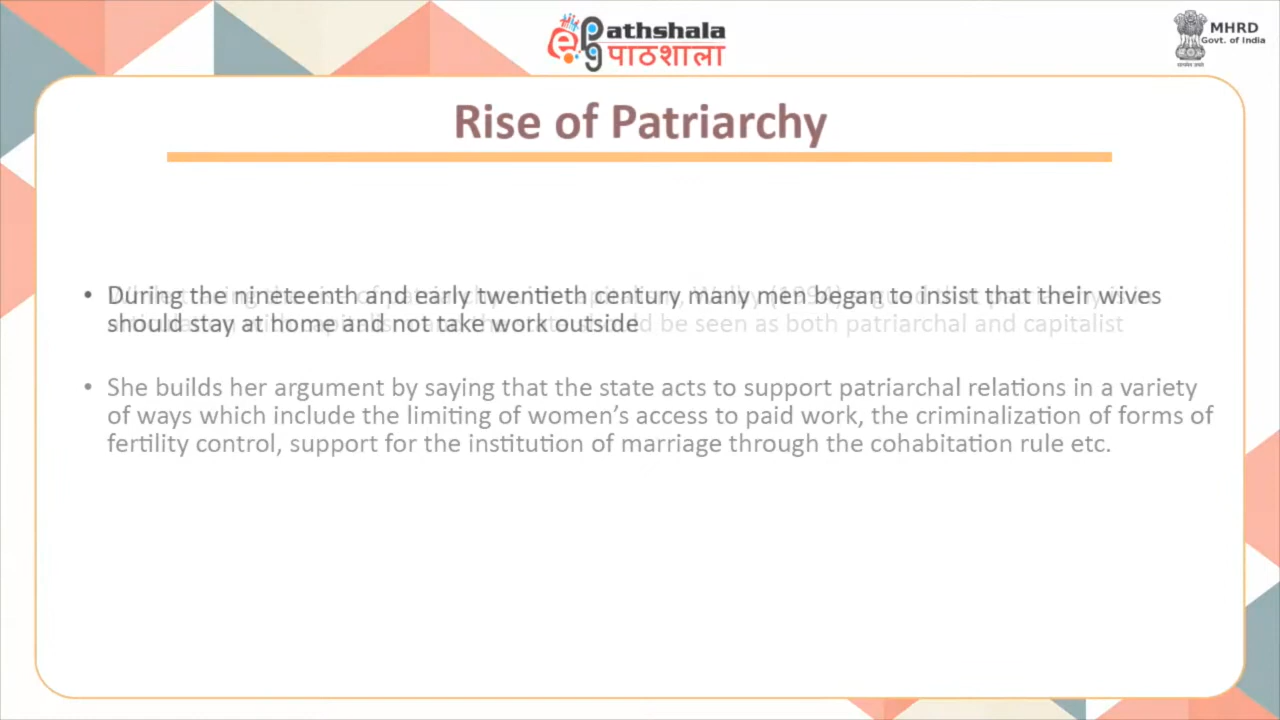 epg Pathshala
पाठशाला
MHRD
Govt. of India
सत्यमेव जयते
Rise of Patriarchy
• During the nineteenth and early twentieth century, many men began to insist that their wives
should stay at home and not take work outside
be seen as both patriarchal and capitalist
• She builds her argument by saying that the state acts to support patriarchal relations in a variety
of ways which include the limiting of women’s access to paid work, the criminalization of forms of
fertility control, support for the institution of marriage through the cohabitation rule etc.